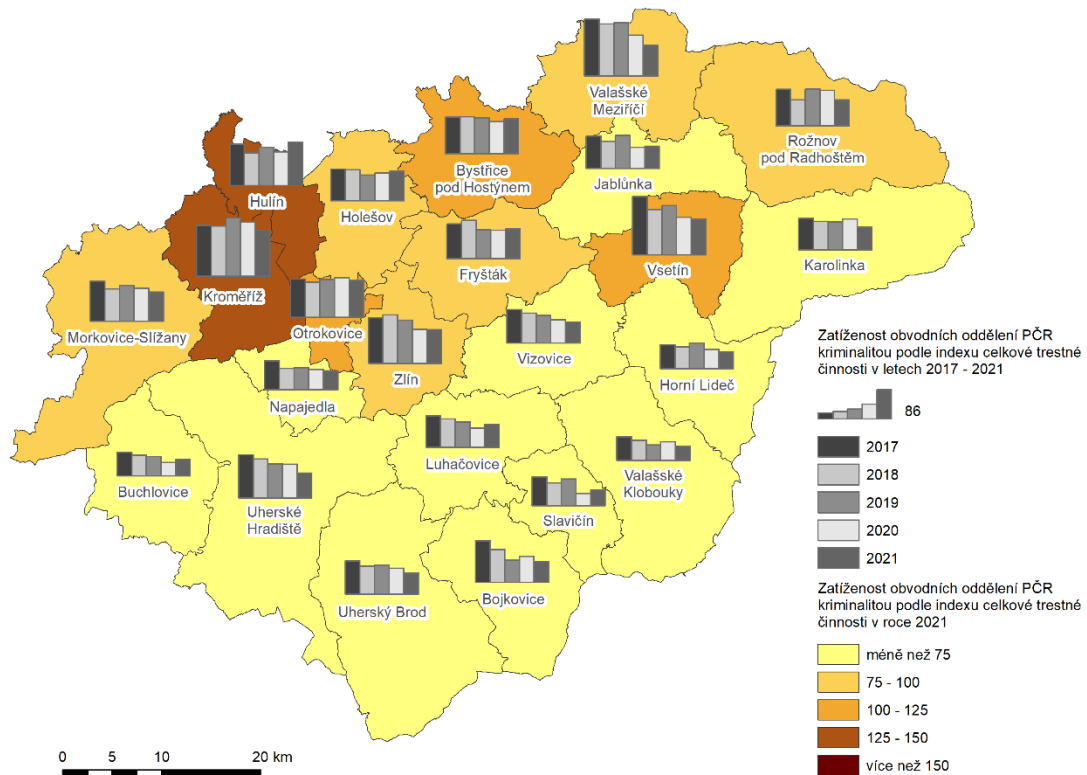 Valašské
Meziříčí
Rožnov
pod Radhoštěm
Bystřice
pod Hostýnem
Jablůnka
Hulín
Holešov
Fryšták
Vsetín
Karolinka
Kroměříž
Morkovice-Slížany
Otrokovice
Zlín
Vizovice
Horní Lideč
Napajedla
Luhačovice
Valašské
Klobouky
Buchlovice
Uherské
Hradiště
Slavičín
Uherský Brod
Bojkovice
Zatíženost obvodních oddělení PČR
kriminalitou podle indexu celkové trestné
činnosti v letech 2017 - 2021
86
2017
2018
2019
2020
2021
Zatíženost obvodních oddělení PČR
kriminalitou podle indexu celkové trestné
činnosti v roce 2021
méně než 75
75 - 100
100 - 125
125 - 150
více než 150
0 5 10 20 km